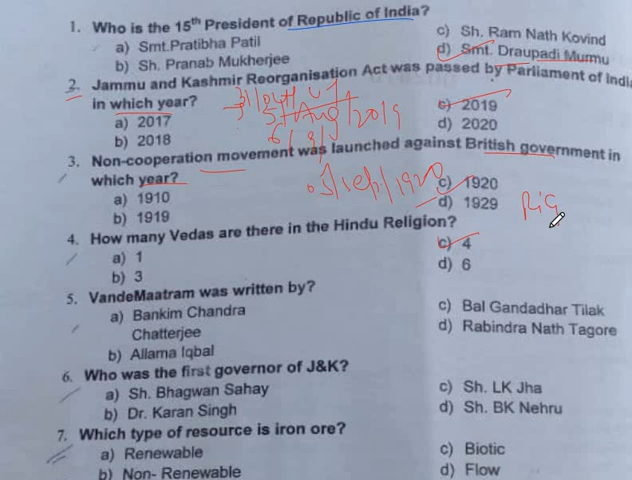 1. Who is the 15th President of Republic of India?
a) Smt.Pratibha Patil
c) Sh. Ram Nath Kovind
b) Sh. Pranab Mukherjee
d) Smt. Draupadi Murmu
2. Jammu and Kashmir Reorganisation Act was passed by Parliament of India
in which year?
a) 2017
c) 2019
b) 2018
d) 2020
3. Non-cooperation movement was launched against British government in
which year?
a) 1910
c) 1920
b) 1919
d) 1929
4. How many Vedas are there in the Hindu Religion?
a) 1
c) 4
b) 3
d) 6
5. VandeMaatram was written by?
a) Bankim Chandra
Chatterjee
c) Bal Gandadhar Tilak
b) Allama Iqbal
d) Rabindra Nath Tagore
6. Who was the first governor of J&K?
a) Sh. Bhagwan Sahay
c) Sh. LK Jha
b) Dr. Karan Singh
d) Sh. BK Nehru
7. Which type of resource is iron ore?
a) Renewable
c) Biotic
b) Non- Renewable
d) Flow